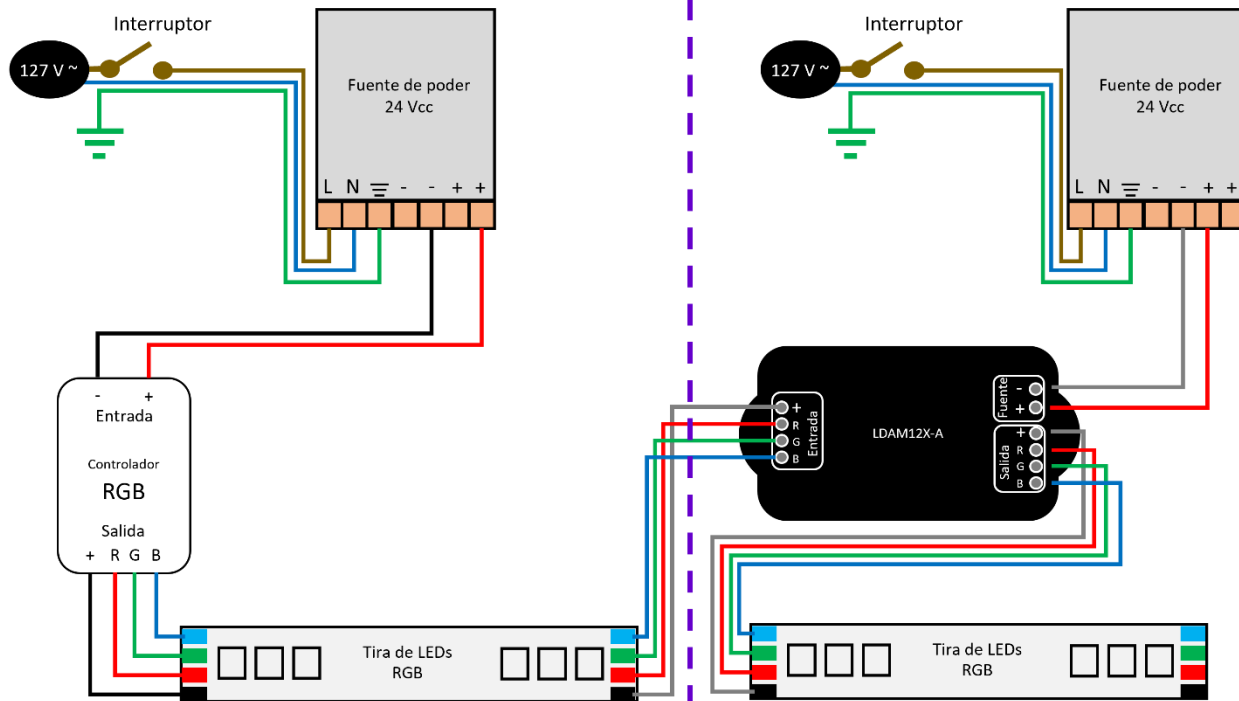 Interruptor
127 V ~
Fuente de poder
24 Vcc
L N - - + +
- +
Entrada
Controlador
RGB
Salida
+ R G B
Tira de LEDs
RGB
Interruptor
127 V ~
Fuente de poder
24 Vcc
L N - - + +
+
R
G
B
Entrada
LDAM12X-A
Fuente
-
+
Salida
+
R
G
B
Tira de LEDs
RGB